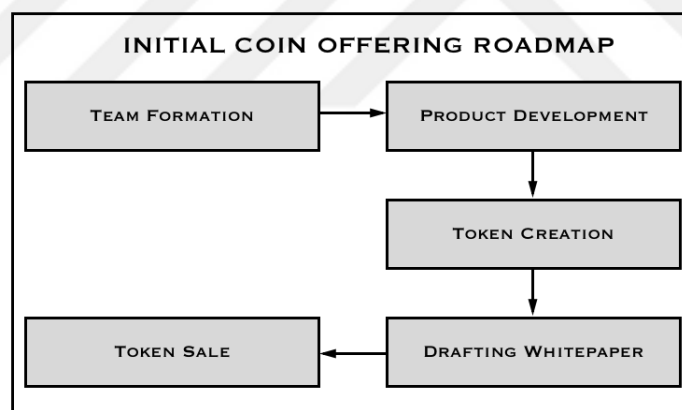 INITIAL COIN OFFERING ROADMAP
TEAM FORMATION
PRODUCT DEVELOPMENT
TOKEN CREATION
DRAFTING WHITEPAPER
TOKEN SALE